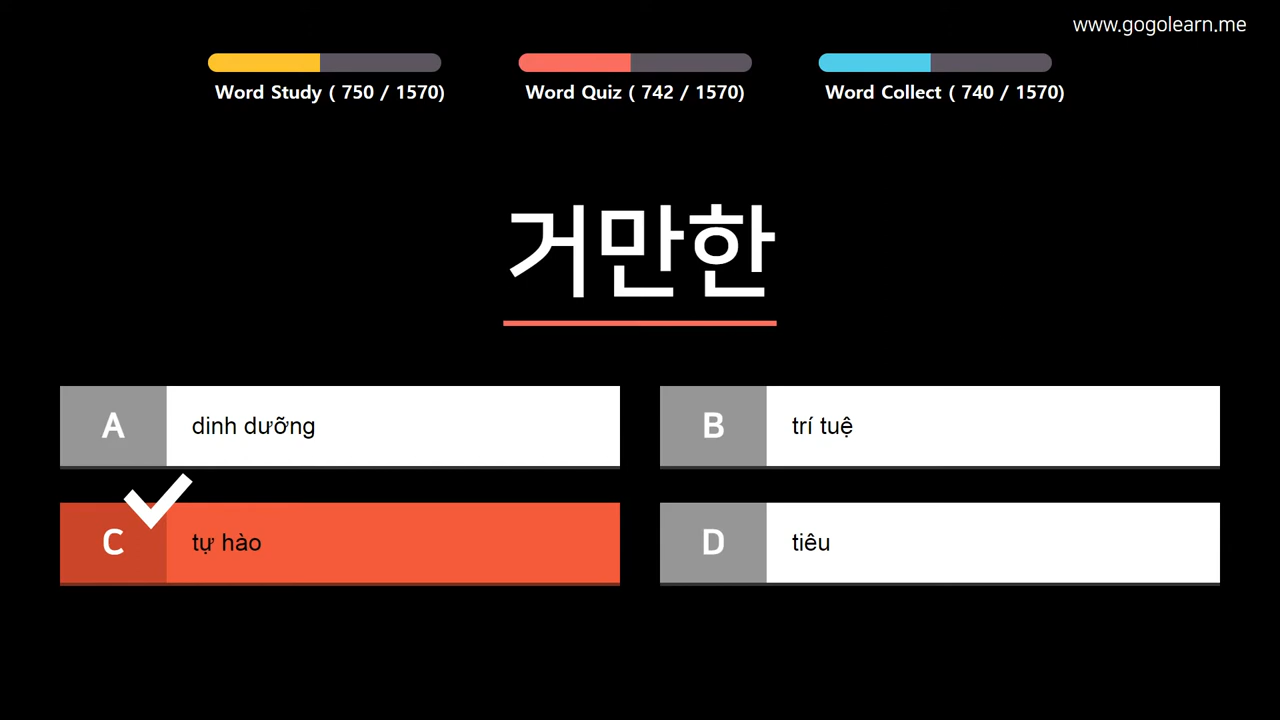 www.gogolearn.me
Word Study ( 750 / 1570)
Word Quiz ( 742 / 1570)
Word Collect ( 740 / 1570)
거만한
A dinh dưỡng
B trí tuệ
C tự hào
D tiêu